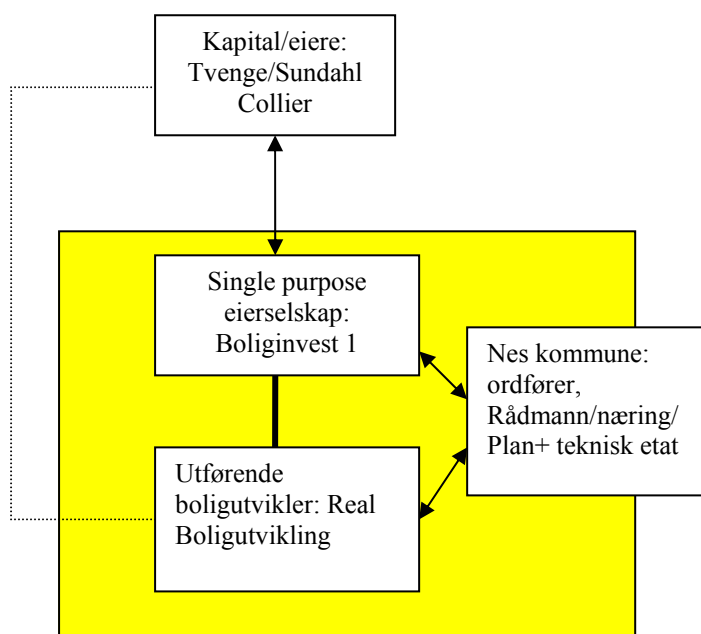 Kapital/eiere:
Tvenge/Sundahl
Collier
Single purpose
eierselskap:
Boliginvest 1
Nes kommune:
ordfører,
Rådmann/næring/
Plan+ teknisk etat
Utførende
boligutvikler: Real
Boligutvikling